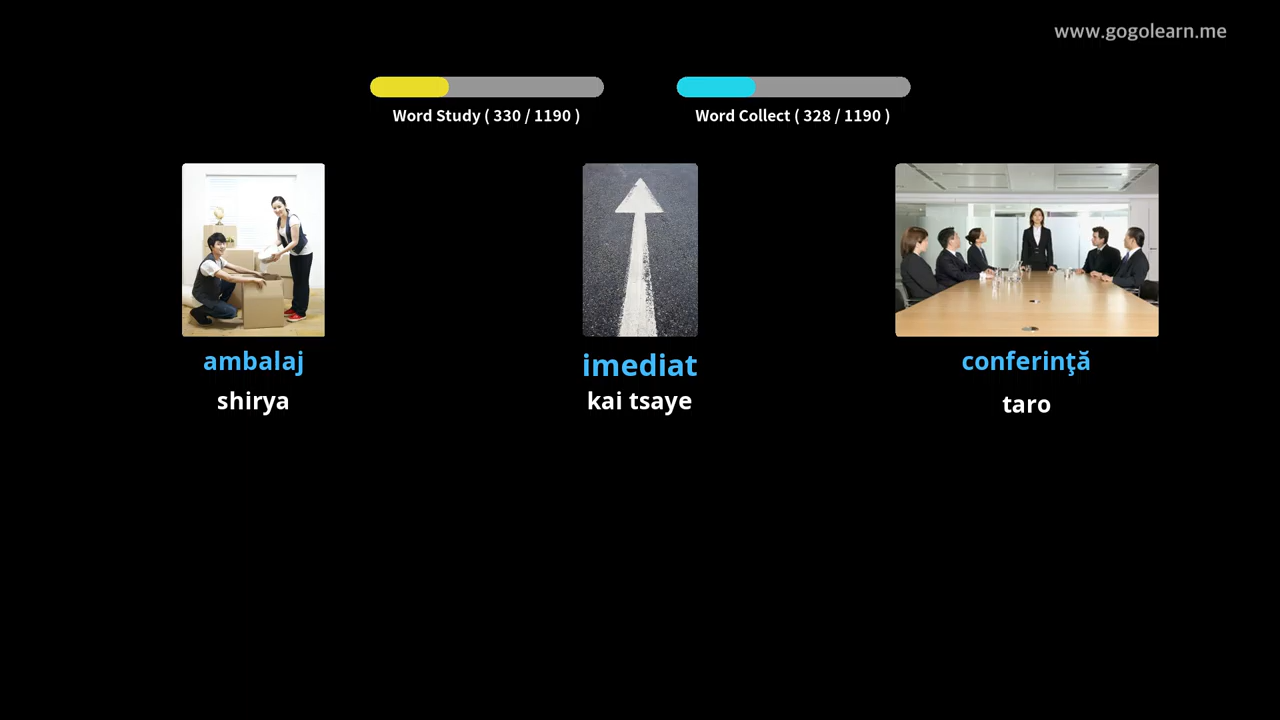 www.gogolearn.me
Word Study ( 330 / 1190 )
Word Collect ( 328 / 1190 )
ambalaj
imediat
conferinţă
shirya
kai tsaye
taro